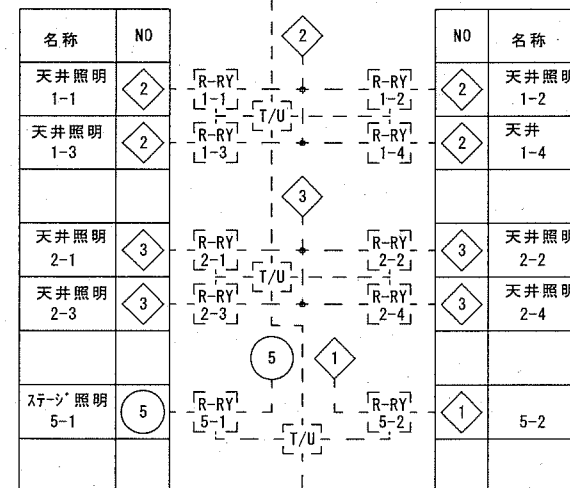 名称 NO 2 NO 名称
天井照明 1-1 2 R-RY 1-1 R-RY 1-2 2 天井照明 1-2
T/U
天井照明 1-3 2 R-RY 1-3 R-RY 1-4 2 天井 1-4
3
天井照明 2-1 3 R-RY 2-1 R-RY 2-2 3 天井照明 2-2
T/U
天井照明 2-3 3 R-RY 2-3 R-RY 2-4 3 天井照明 2-4
5 1
ステージ照明 5-1 5 R-RY 5-1 R-RY 5-2 1 5-2
T/U